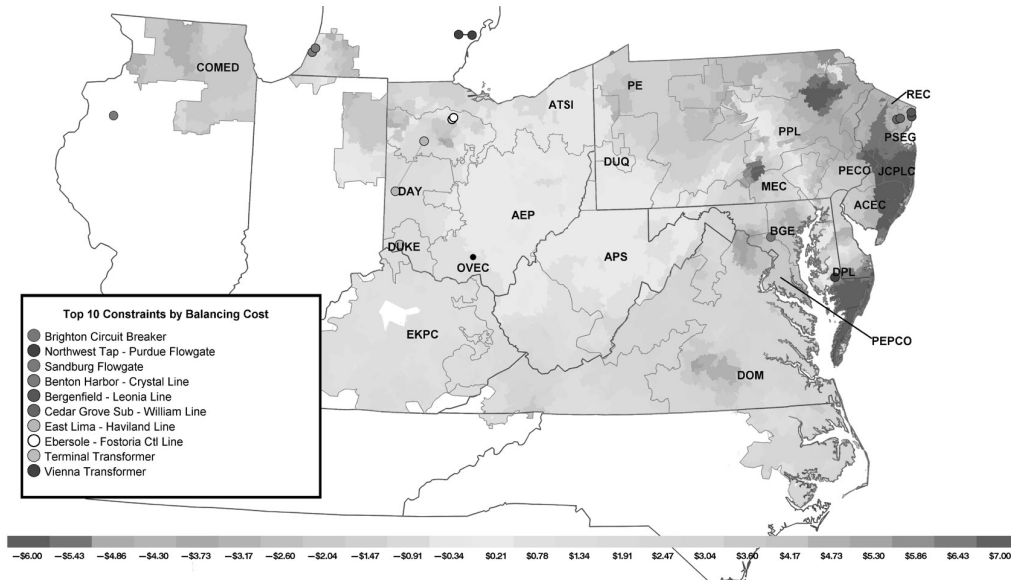 COMED
REC
PE
ATSI
PPL
PSEG
DUQ
PECO
JCPLC
MEC
DAY
ACEC
AEP
BGE
DUKE
APS
OVEC
DPL
PEPCO
EKPC
DOM
Top 10 Constraints by Balancing Cost
Brighton Circuit Breaker
Northwest Tap - Purdue Flowgate
Sandburg Flowgate
Benton Harbor - Crystal Line
Bergenfield - Leonia Line
Cedar Grove Sub - William Line
East Lima - Haviland Line
Ebersole - Fostoria Ctl Line
Terminal Transformer
Vienna Transformer
–$6.00 –$5.43 –$4.86 –$4.30 –$3.73 –$3.17 –$2.60 –$2.04 –$1.47 –$0.91 –$0.34 $0.21 $0.78 $1.34 $1.91 $2.47 $3.04 $3.60 $4.17 $4.73 $5.30 $5.86 $6.43 $7.00